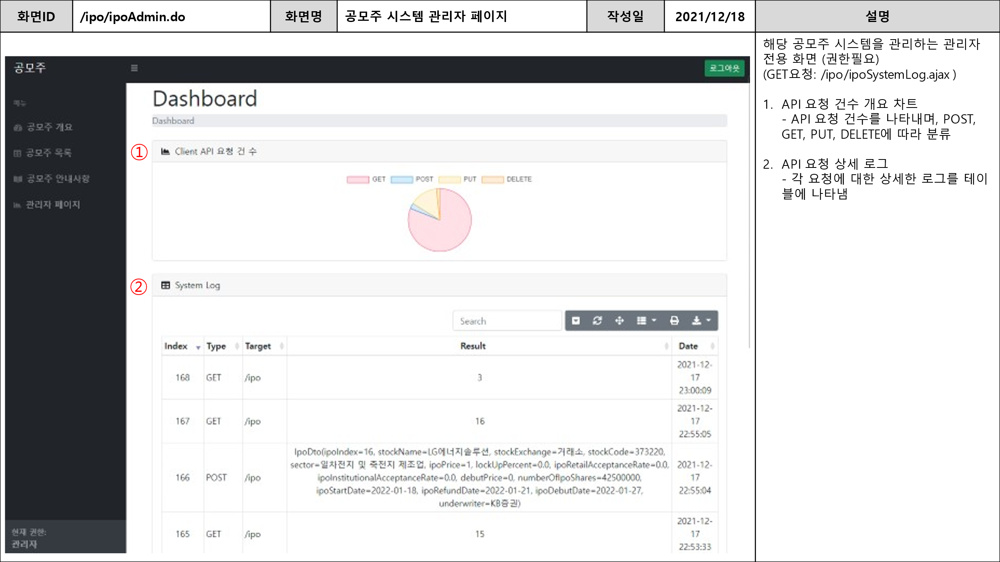 화면ID
/ipo/ipoAdmin.do
화면명
공모주 시스템 관리자 페이지
작성일
2021/12/18
설명
공모주
로그아웃
메뉴
공모주 개요
공모주 목록
공모주 안내사항
관리자 페이지
현재 권한:
관리자
Dashboard
Dashboard
①
Client API 요청 건 수
GET POST PUT DELETE
②
System Log
Search
Index Type Target Result Date
168 GET /ipo 3 2021-12-
17
23:00:09
167 GET /ipo 16 2021-12-
17
22:55:05
166 POST /ipo
IpoDto(ipoIndex=16, stockName=LG에너지솔루션, stockExchange=거래소, stockCode=373220,
sector=일차전지 및 축전지 제조업, ipoPrice=1, lockUpPercent=0.0, ipoRetailAcceptanceRate=0.0,
ipoInstitutionalAcceptanceRate=0.0, debutPrice=0, numberOfIpoShares=42500000,
ipoStartDate=2022-01-18, ipoRefundDate=2022-01-21, ipoDebutDate=2022-01-27,
underwriter=KB증권)
2021-12-
17
22:55:04
165 GET /ipo 15 2021-12-
17
22:53:33
해당 공모주 시스템을 관리하는 관리자
전용 화면 (권한필요)
(GET요청: /ipo/ipoSystemLog.ajax )
1. API 요청 건수 개요 차트
- API 요청 건수를 나타내며, POST,
GET, PUT, DELETE에 따라 분류
2. API 요청 상세 로그
- 각 요청에 대한 상세한 로그를 테이
블에 나타냄